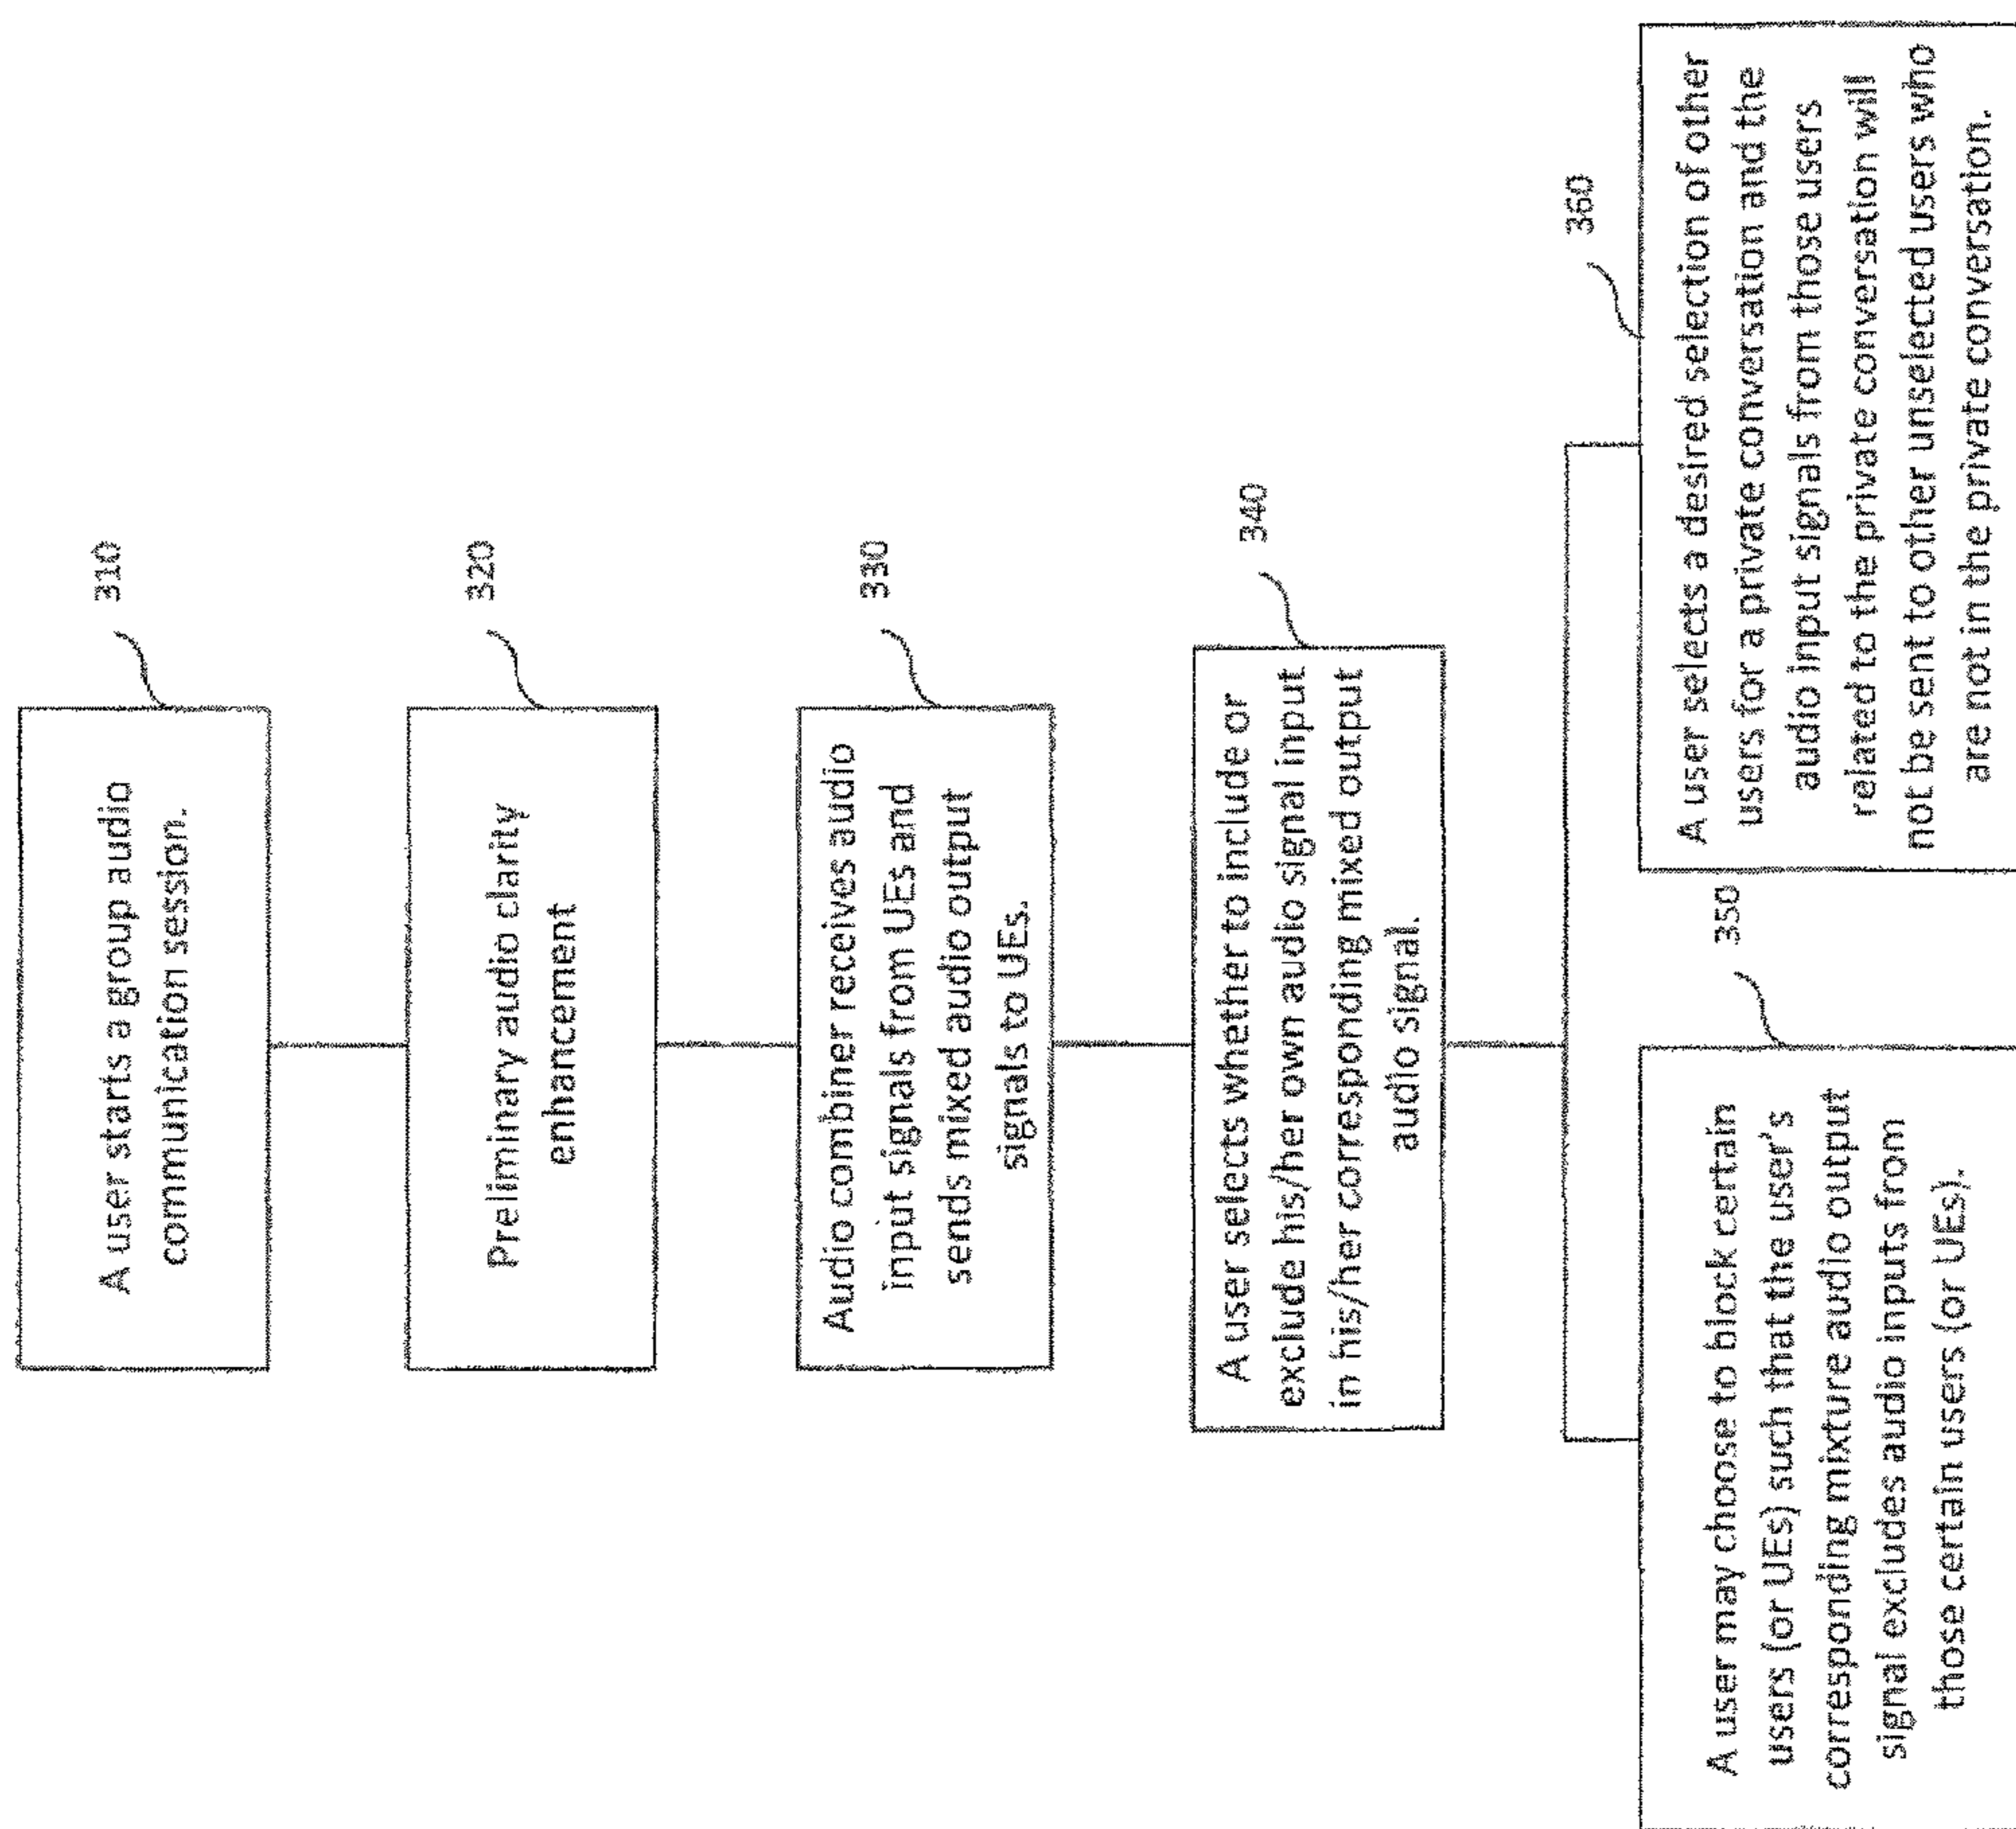 310
A user starts a group audio
communication session.
320
Preliminary audio clarity
enhancement
330
Audio combiner receives audio
input signals from UEs and
sends mixed audio output
signals to UEs.
340
A user selects whether to include or
exclude his/her own audio signal input
in his/her corresponding mixed output
audio signal.
350
A user may choose to block certain
users (or UEs) such that the user's
corresponding mixture audio output
signal excludes audio inputs from
those certain users (or UEs).
360
A user selects a desired selection of other
users for a private conversation and the
audio input signals from those users
related to the private conversation will
not be sent to other unselected users who
are not in the private conversation.